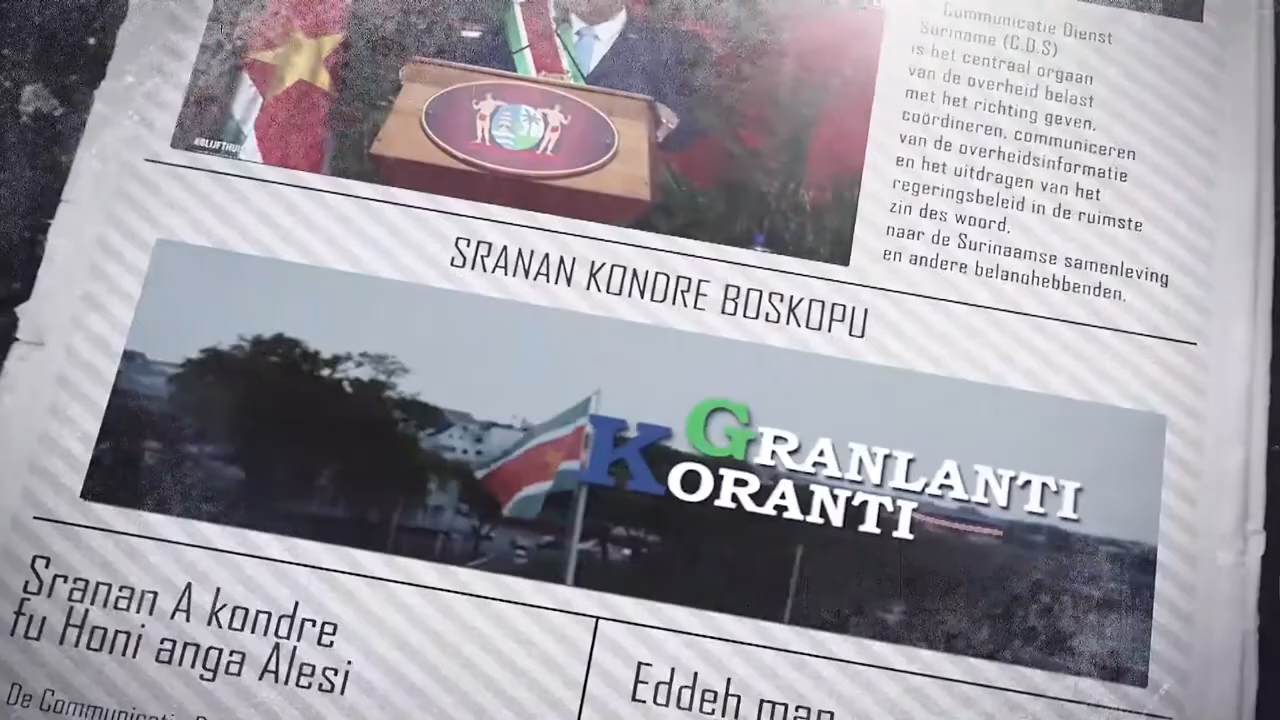 Communicatie Dienst
Suriname (C.D.S)
is het centraal orgaan
van de overheid belast
met het richting geven,
coördineren, communiceren
van de overheidsinformatie
en het uitdragen van het
regeringsbeleid in de ruimste
zin des woord,
naar de Surinaamse samenleving
en andere belanghebbenden.
SRANAN KONDRE BOSKOPU
GRANLANTI
KORANTI
Sranan A kondre
fu Honi anga Alesi
De
Eddeh man